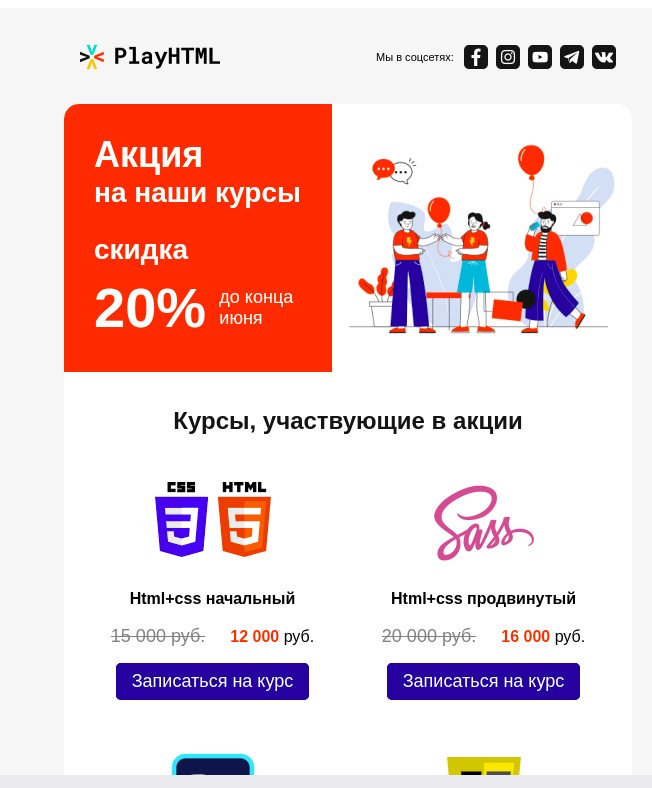 PlayHTML
Мы в соцсетях:
Акция
на наши курсы
скидка
20%
до конца
июня
Курсы, участвующие в акции
CSS
HTML
Sass
Html+css начальный
Html+css продвинутый
15 000 руб. 12 000 руб.
20 000 руб. 16 000 руб.
Записаться на курс
Записаться на курс